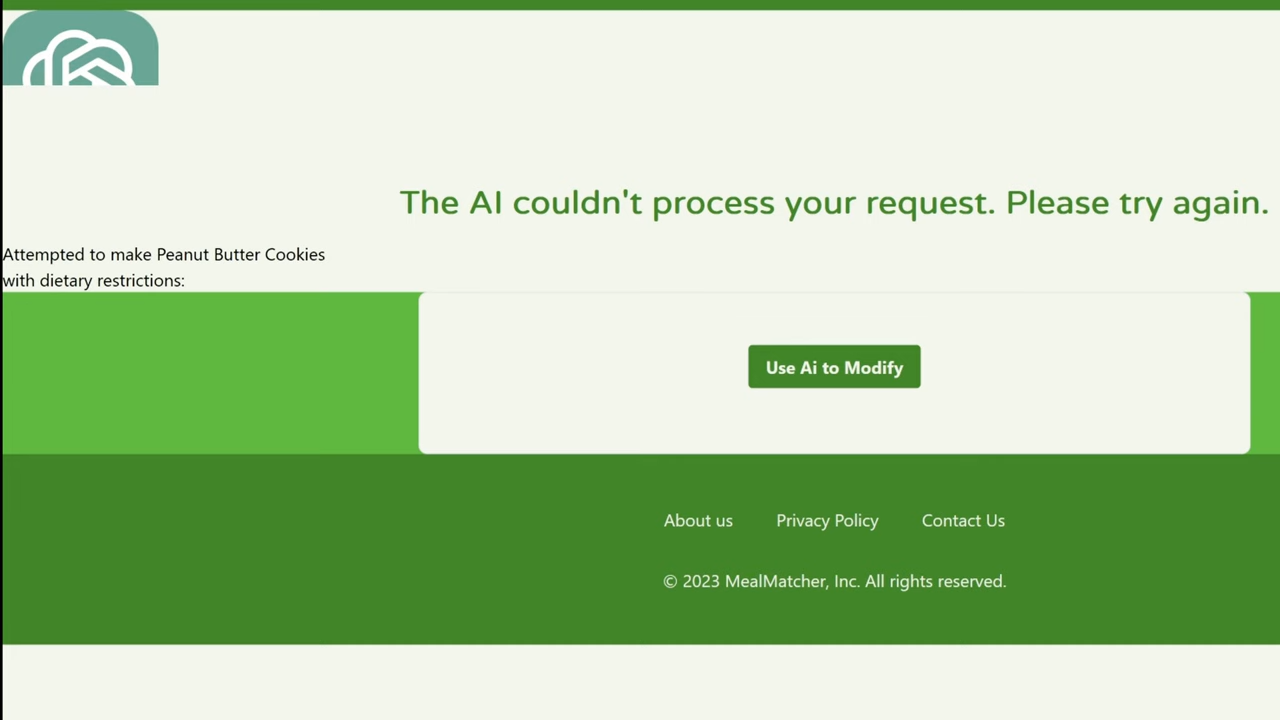 The AI couldn't process your request. Please try again.
Attempted to make Peanut Butter Cookies
with dietary restrictions:
Use Ai to Modify
About us Privacy Policy Contact Us
© 2023 MealMatcher, Inc. All rights reserved.